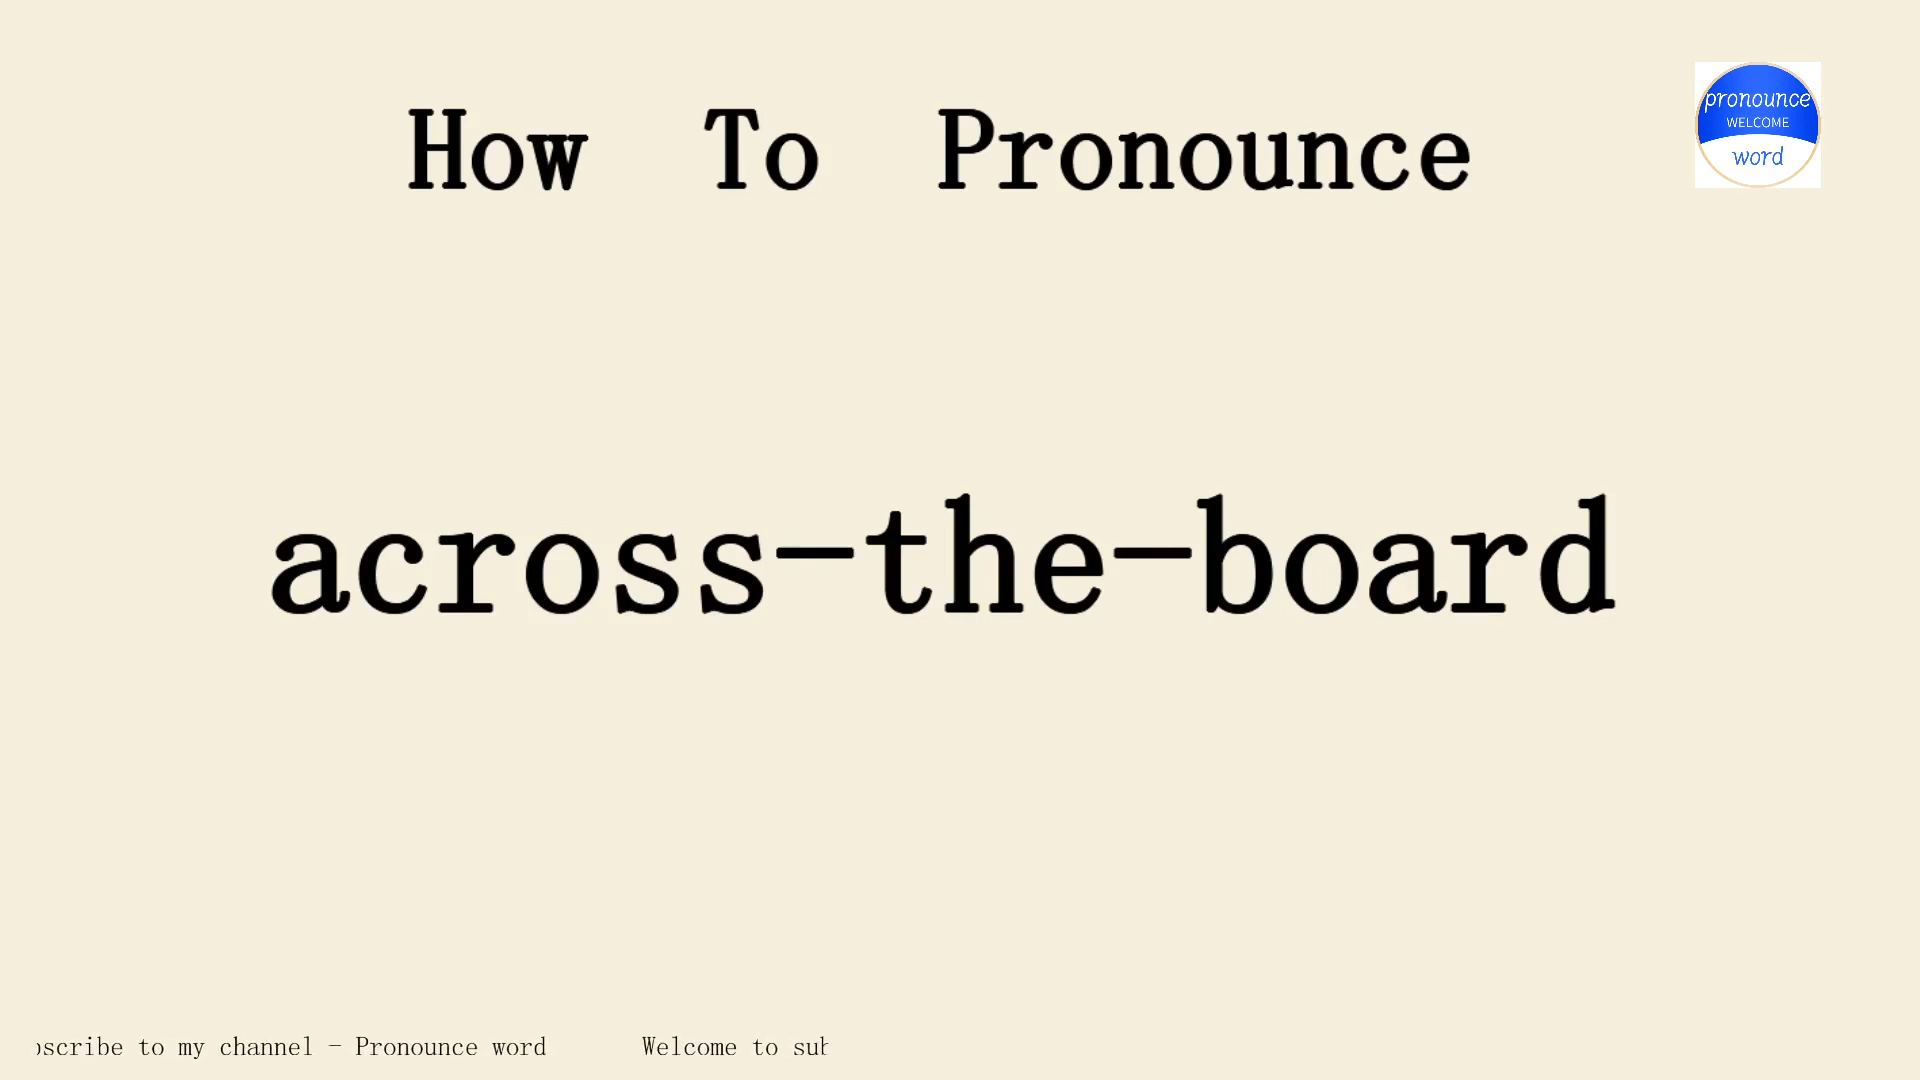 How To Pronounce
pronounce
WELCOME
word
across-the-board
scribe to my channel - Pronounce word Welcome to sub